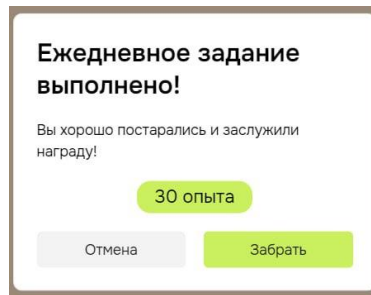 Ежедневное задание
выполнено!
Вы хорошо постарались и заслужили
награду!
30 опыта
Отмена
Забрать